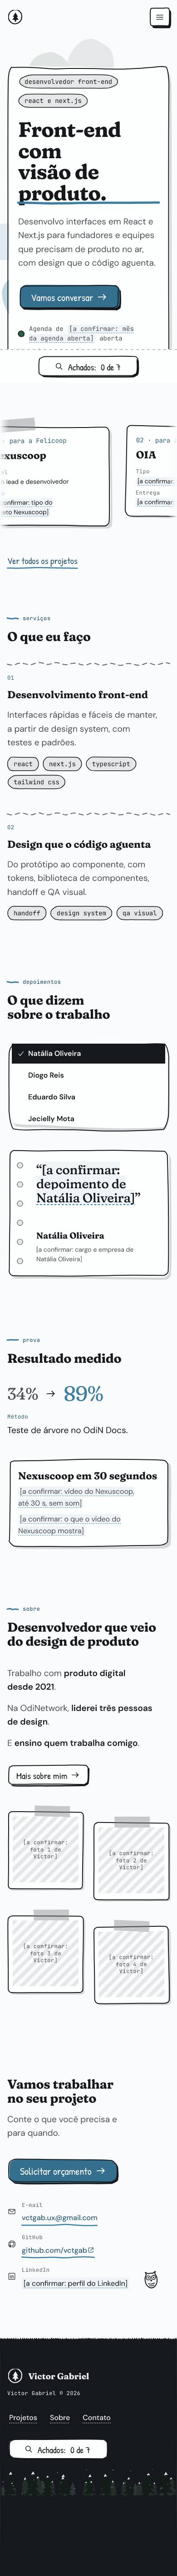 desenvolvedor front-end
react e next.js
Front-end
com
visão de
produto.
Desenvolvo interfaces em React e
Next.js para fundadores e equipes
que precisam de produto no ar,
com design que o código aguenta.
Vamos conversar →
Agenda de [a confirmar: mês
da agenda aberta] aberta
Achados: 0 de 7
· para a Felicoop
exuscoop
lead e desenvolvedor
confirmar: tipo do
eto Nexuscoop]
02 · para
OIA
Tipo
[a confirmar:
Entrega
[a confirmar:
Ver todos os projetos
serviços
O que eu faço
01
Desenvolvimento front-end
Interfaces rápidas e fáceis de manter,
a partir de design system, com
testes e padrões.
react
next.js
typescript
tailwind css
02
Design que o código aguenta
Do protótipo ao componente, com
tokens, biblioteca de componentes,
handoff e QA visual.
handoff
design system
qa visual
depoimentos
O que dizem
sobre o trabalho
Natália Oliveira
Diogo Reis
Eduardo Silva
Jecielly Mota
“[a confirmar:
depoimento de
Natália Oliveira]”
Natália Oliveira
[a confirmar: cargo e empresa de
Natália Oliveira]
prova
Resultado medido
34% → 89%
Método
Teste de árvore no OdiN Docs.
Nexuscoop em 30 segundos
[a confirmar: vídeo do Nexuscoop,
até 30 s, sem som]
[a confirmar: o que o vídeo do
Nexuscoop mostra]
sobre
Desenvolvedor que veio
do design de produto
Trabalho com produto digital
desde 2021.
Na OdiNetwork, liderei três pessoas
de design.
E ensino quem trabalha comigo.
Mais sobre mim →
[a confirmar:
foto 1 de
Victor]
[a confirmar:
foto 2 de
Victor]
[a confirmar:
foto 3 de
Victor]
[a confirmar:
foto 4 de
Victor]
Vamos trabalhar
no seu projeto
Conte o que você precisa e
para quando.
Solicitar orçamento →
E-mail
vctgab.ux@gmail.com
GitHub
github.com/vctgab
LinkedIn
[a confirmar: perfil do LinkedIn]
Victor Gabriel
Victor Gabriel © 2026
Projetos
Sobre
Contato
Achados: 0 de 7